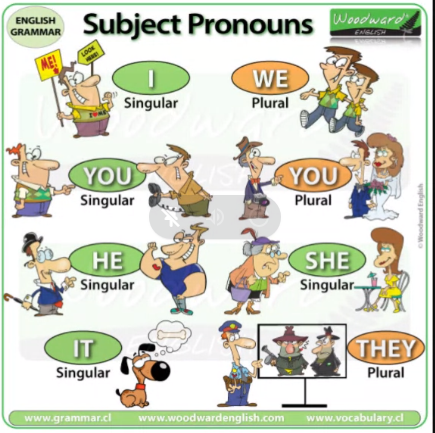 ENGLISH
GRAMMAR
Subject Pronouns
Woodward®
ENGLISH
ME!
LOOK
HERE!
I
Singular
WE
Plural
YOU
Singular
YOU
Plural
HE
Singular
SHE
Singular
IT
Singular
THEY
Plural
© Woodward English
www.grammar.cl
www.woodwardenglish.com
www.vocabulary.cl